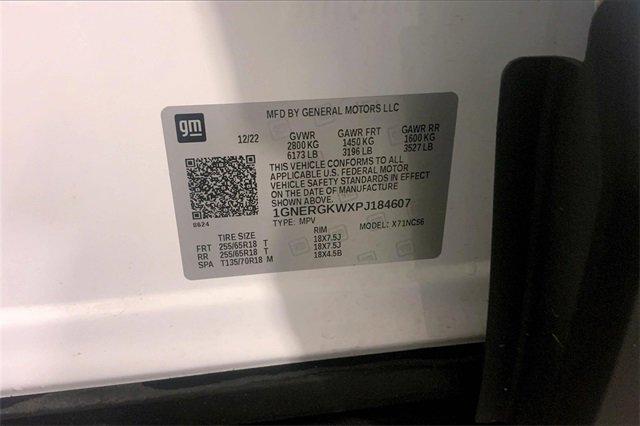 gm
MFD BY GENERAL MOTORS LLC
12/22 GVWR GAWR FRT GAWR RR
2800 KG 1450 KG 1600 KG
6173 LB 3196 LB 3527 LB
THIS VEHICLE CONFORMS TO ALL
APPLICABLE U.S. FEDERAL MOTOR
VEHICLE SAFETY STANDARDS IN EFFECT
ON THE DATE OF MANUFACTURE
SHOWN ABOVE.
1GNERGKWXPJ184607
8624
TYPE: MPV MODEL: X71NCS6
TIRE SIZE RIM
FRT 255/65R18 T 18X7.5J
RR 255/65R18 T 18X7.5J
SPA T135/70R18 M 18X4.5B